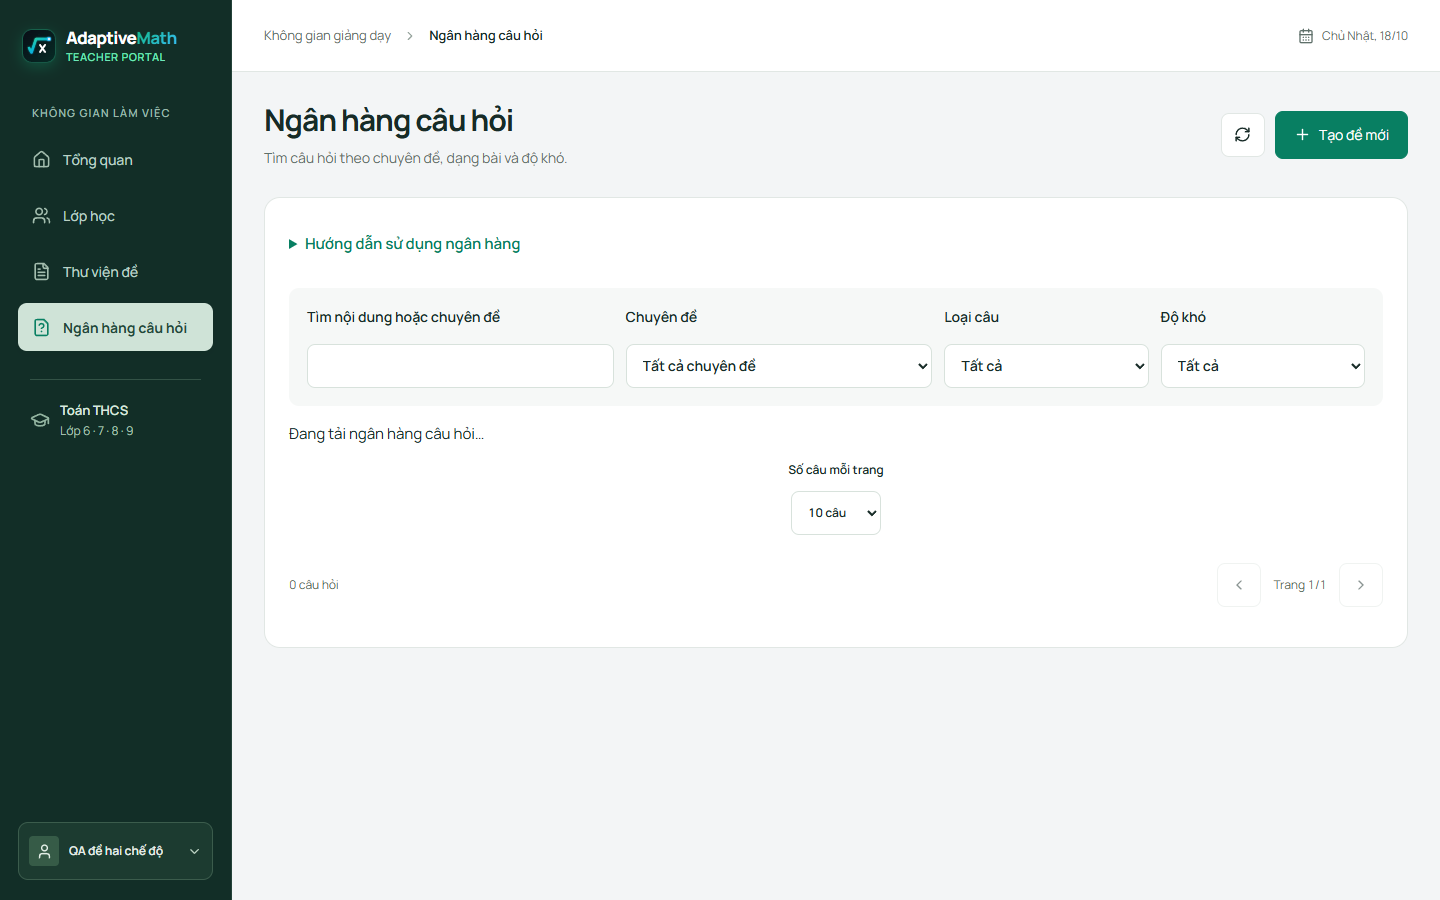 AdaptiveMath
TEACHER PORTAL
KHÔNG GIAN LÀM VIỆC
Tổng quan
Lớp học
Thư viện đề
Ngân hàng câu hỏi
Toán THCS
Lớp 6 · 7 · 8 · 9
QA đề hai chế độ
Không gian giảng dạy > Ngân hàng câu hỏi
Chủ Nhật, 18/10
Ngân hàng câu hỏi
Tìm câu hỏi theo chuyên đề, dạng bài và độ khó.
Tạo đề mới
Hướng dẫn sử dụng ngân hàng
Tìm nội dung hoặc chuyên đề
Chuyên đề
Loại câu
Độ khó
Tất cả chuyên đề
Tất cả
Tất cả
Đang tải ngân hàng câu hỏi...
Số câu mỗi trang
10 câu
0 câu hỏi
Trang 1/1